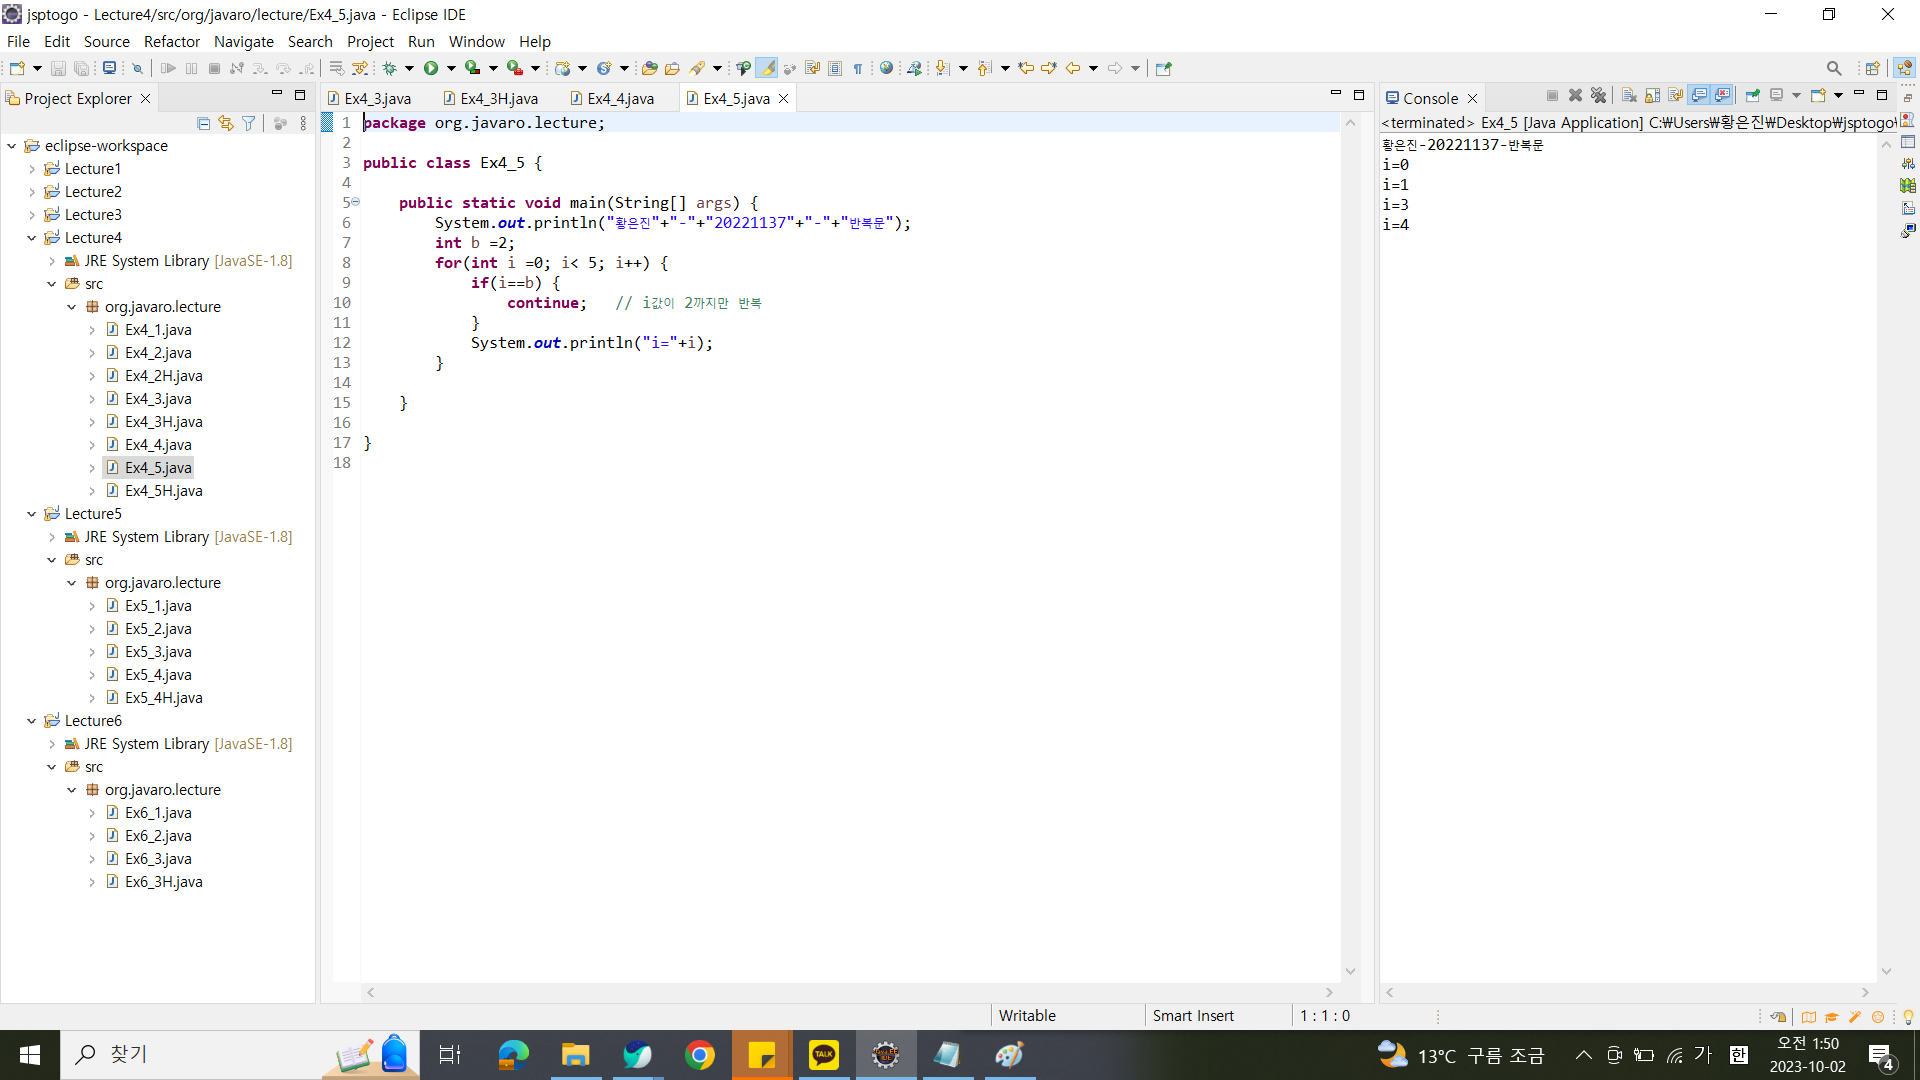 jsptogo - Lecture4/src/org/javaro/lecture/Ex4_5.java - Eclipse IDE
File Edit Source Refactor Navigate Search Project Run Window Help
Project Explorer
eclipse-workspace
Lecture1
Lecture2
Lecture3
Lecture4
JRE System Library [JavaSE-1.8]
src
org.javaro.lecture
Ex4_1.java
Ex4_2.java
Ex4_2H.java
Ex4_3.java
Ex4_3H.java
Ex4_4.java
Ex4_5.java
Ex4_5H.java
Lecture5
JRE System Library [JavaSE-1.8]
src
org.javaro.lecture
Ex5_1.java
Ex5_2.java
Ex5_3.java
Ex5_4.java
Ex5_4H.java
Lecture6
JRE System Library [JavaSE-1.8]
src
org.javaro.lecture
Ex6_1.java
Ex6_2.java
Ex6_3.java
Ex6_3H.java
Ex4_3.java Ex4_3H.java Ex4_4.java Ex4_5.java
1 package org.javaro.lecture;
2
3 public class Ex4_5 {
4
5 public static void main(String[] args) {
6 System.out.println("황은진"+"-"+"20221137"+"-"+"반복문");
7 int b =2;
8 for(int i =0; i< 5; i++) {
9 if(i==b) {
10 continue; // i값이 2까지만 반복
11 }
12 System.out.println("i="+i);
13 }
14
15 }
16
17 }
18
Console
<terminated> Ex4_5 [Java Application] C:₩Users₩황은진₩Desktop₩jsptogo₩
황은진-20221137-반복문
i=0
i=1
i=3
i=4
Writable Smart Insert 1 : 1 : 0
찾기
TALK
13°C 구름 조금
가 한
오전 1:50
2023-10-02
4